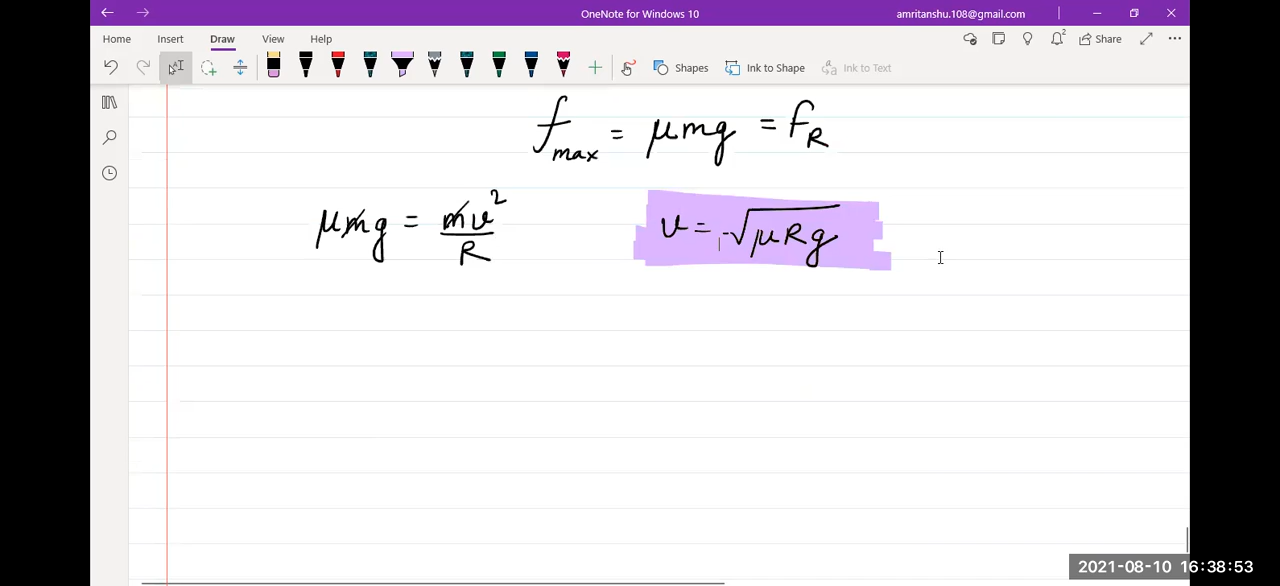 OneNote for Windows 10
amritanshu.108@gmail.com
Home Insert Draw View Help
Share
Shapes
Ink to Shape
Ink to Text
f_max = μmg = f_R
μmg = mv²/R
v = √μRg
2021-08-10 16:38:53